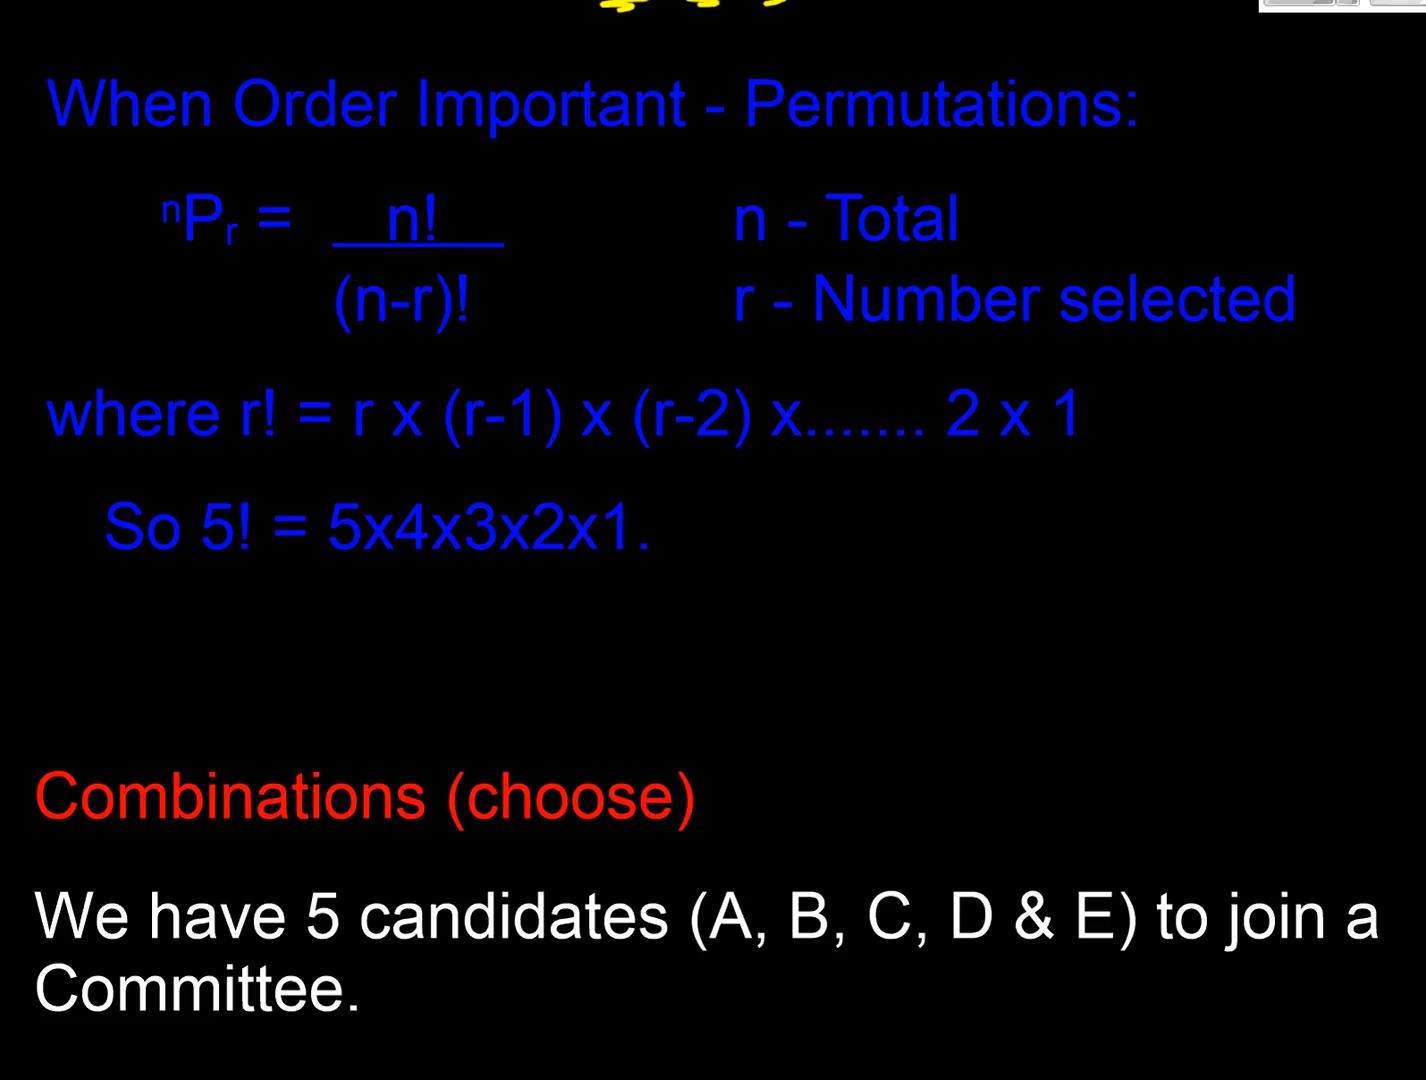 When Order Important - Permutations:
ⁿPᵣ = n! n - Total
(n-r)! r - Number selected
where r! = r x (r-1) x (r-2) x....... 2 x 1
So 5! = 5x4x3x2x1.
Combinations (choose)
We have 5 candidates (A, B, C, D & E) to join a
Committee.